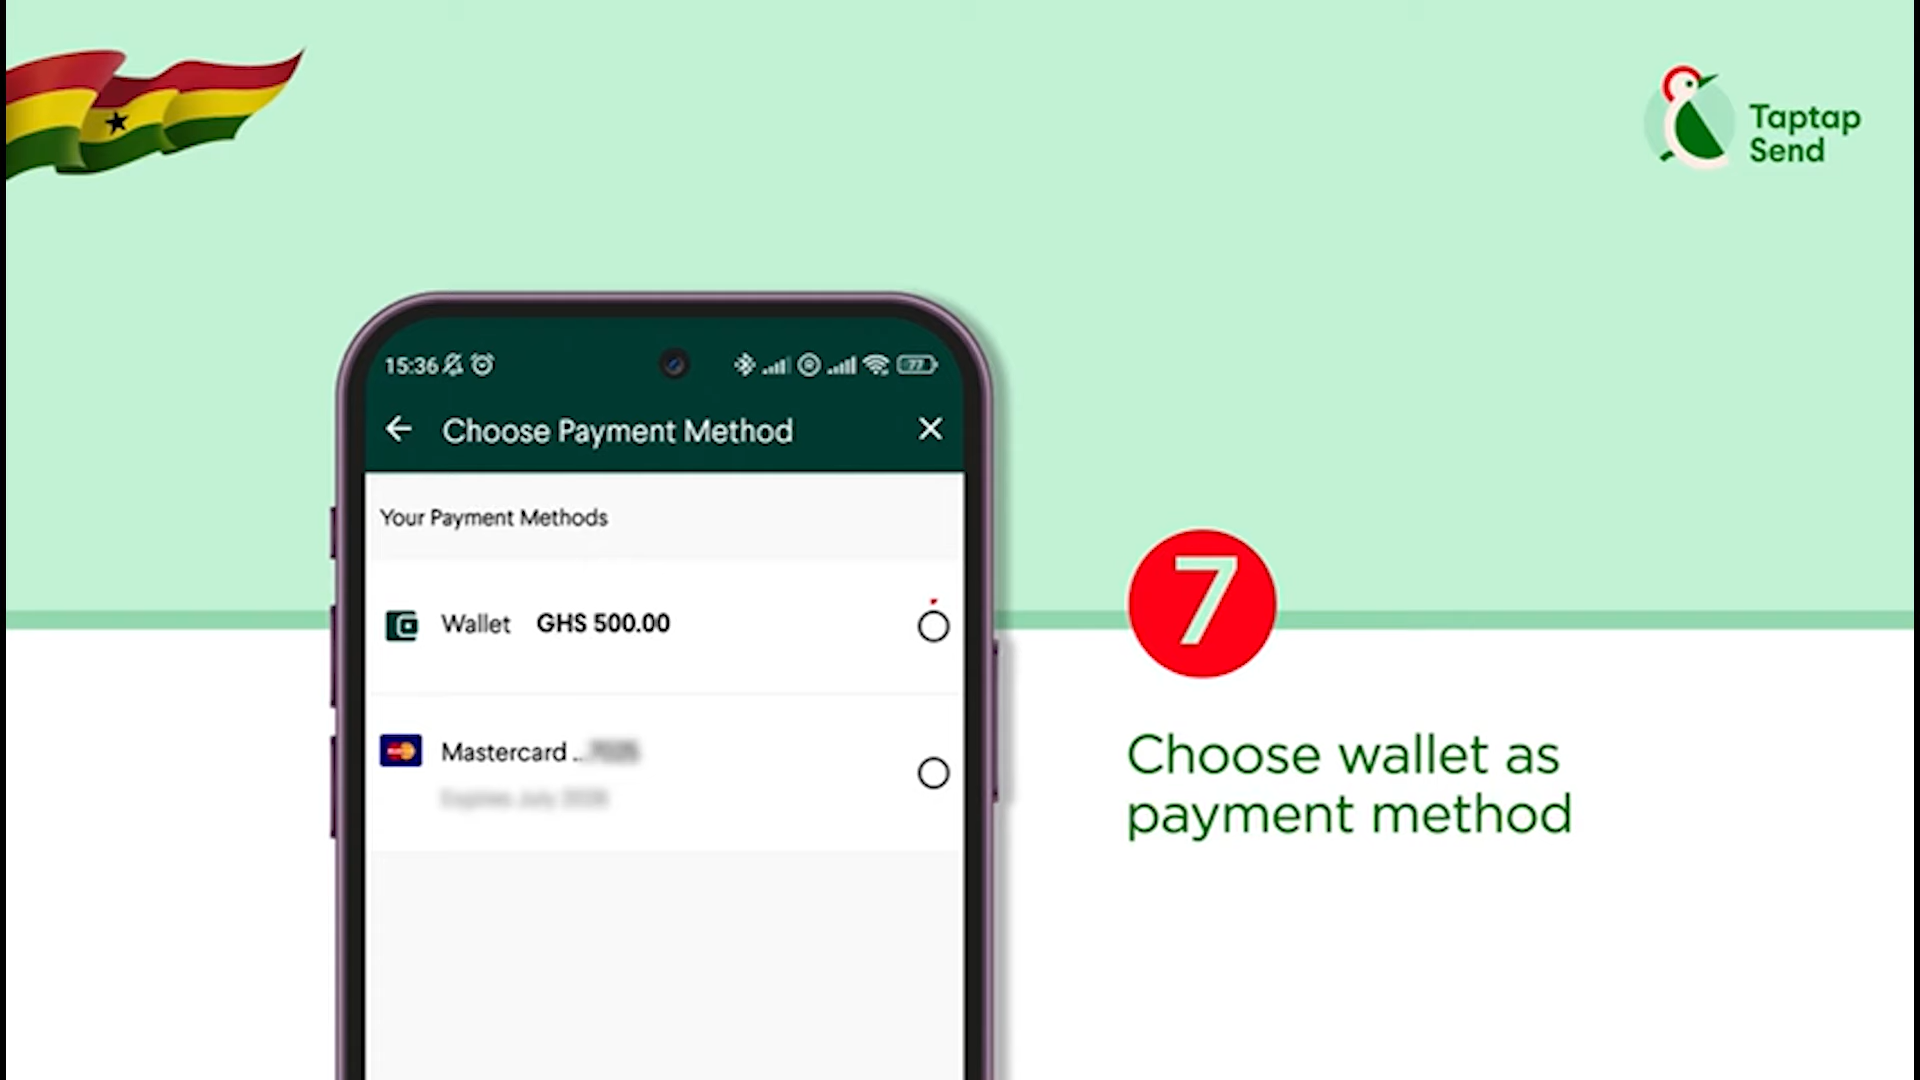 Taptap
Send
15:36
77
Choose Payment Method
Your Payment Methods
Wallet GHS 500.00
Mastercard ..
7
Choose wallet as
payment method